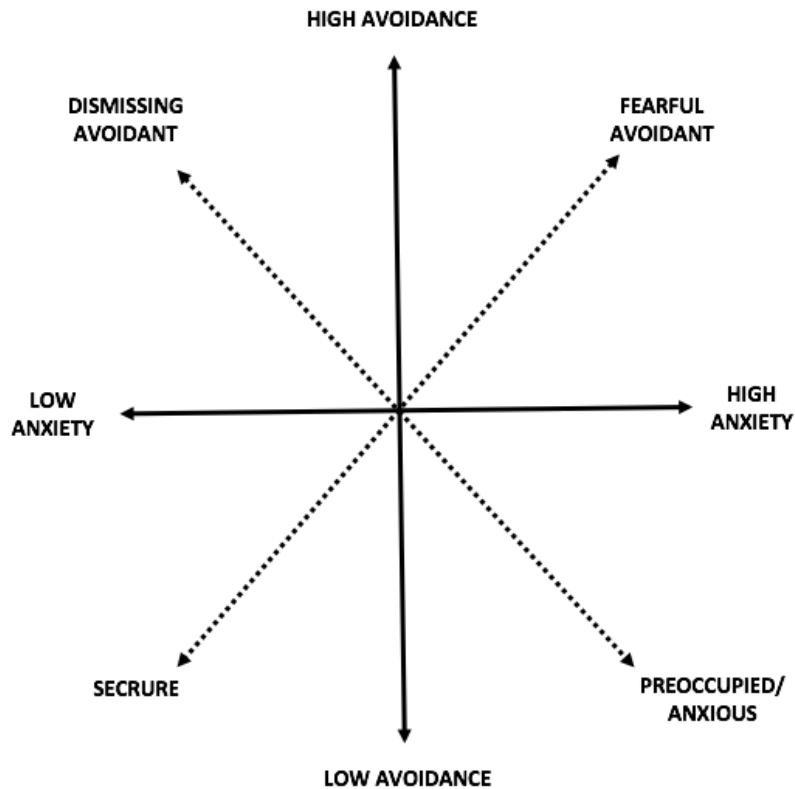 HIGH AVOIDANCE
DISMISSING
AVOIDANT
FEARFUL
AVOIDANT
LOW
ANXIETY
HIGH
ANXIETY
SECRURE
PREOCCUPIED/
ANXIOUS
LOW AVOIDANCE